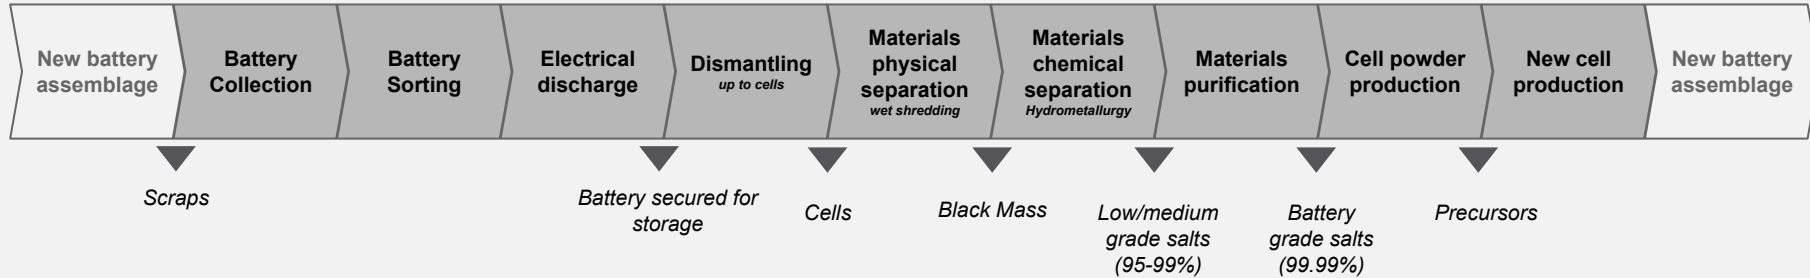 New battery
assemblage
Battery
Collection
Battery
Sorting
Electrical
discharge
Dismantling
up to cells
Materials
physical
separation
wet shredding
Materials
chemical
separation
Hydrometallurgy
Materials
purification
Cell powder
production
New cell
production
New battery
assemblage
Scraps
Battery secured for
storage
Cells
Black Mass
Low/medium
grade salts
(95-99%)
Battery
grade salts
(99.99%)
Precursors